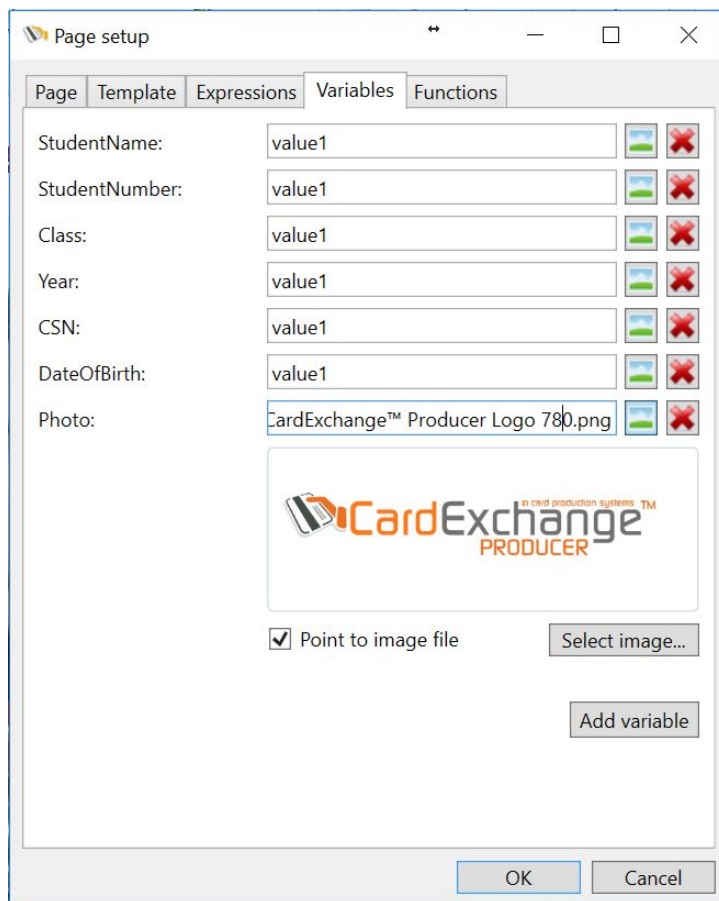 Page setup
Page Template Expressions Variables Functions
StudentName: value1
StudentNumber: value1
Class: value1
Year: value1
CSN: value1
DateOfBirth: value1
Photo: CardExchange™ Producer Logo 780.png
in card production systems TM
CardExchange
PRODUCER
Point to image file Select image...
Add variable
OK Cancel